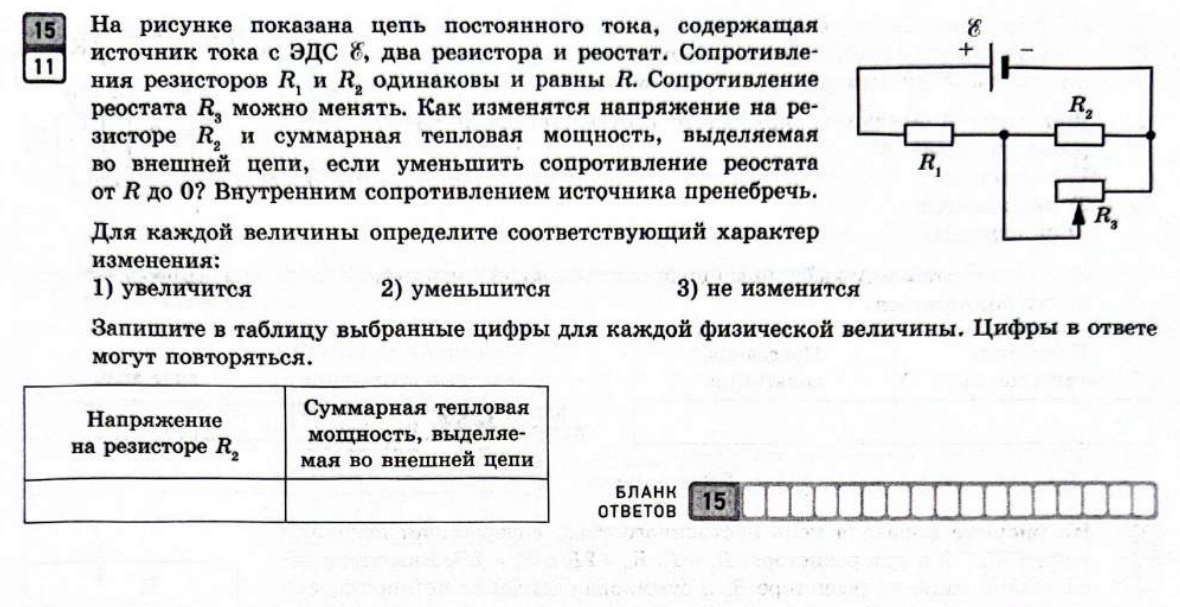 15
11
На рисунке показана цепь постоянного тока, содержащая
источник тока с ЭДС ℰ, два резистора и реостат. Сопротивле-
ния резисторов R₁ и R₂ одинаковы и равны R. Сопротивление
реостата R₃ можно менять. Как изменятся напряжение на ре-
зисторе R₂ и суммарная тепловая мощность, выделяемая
во внешней цепи, если уменьшить сопротивление реостата
от R до 0? Внутренним сопротивлением источника пренебречь.
ℰ
+ –
R₂
R₁
R₃
Для каждой величины определите соответствующий характер
изменения:
1) увеличится 2) уменьшится 3) не изменится
Запишите в таблицу выбранные цифры для каждой физической величины. Цифры в ответе
могут повторяться.
Напряжение
на резисторе R₂
Суммарная тепловая
мощность, выделяе-
мая во внешней цепи
БЛАНК
ОТВЕТОВ
15